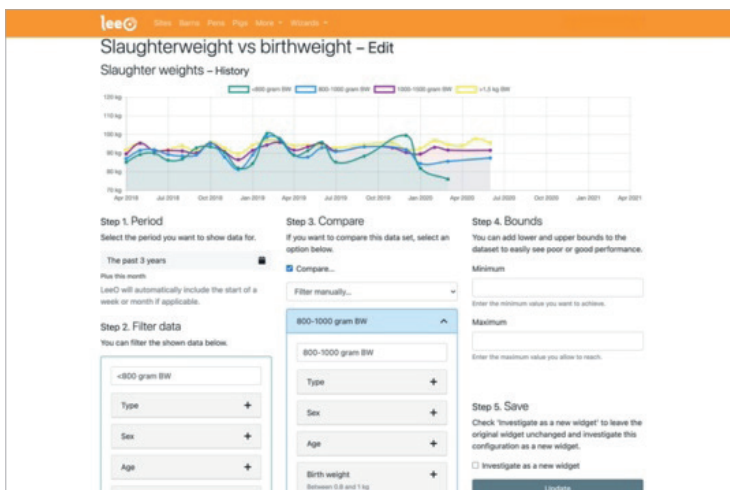 leeO Sites Barns Pens Pigs More Wizards
Slaughterweight vs birthweight – Edit
Slaughter weights – History
<800 gram BW 800-1000 gram BW 1000-1500 gram BW >1,5 kg BW
120 kg
110 kg
100 kg
90 kg
80 kg
70 kg
Apr 2018 Jul 2018 Oct 2018 Jan 2019 Apr 2019 Jul 2019 Oct 2019 Jan 2020 Apr 2020 Jul 2020 Oct 2020 Jan 2021 Apr 2021
Step 1. Period
Select the period you want to show data for.
The past 3 years
Plus this month
LeeO will automatically include the start of a
week or month if applicable.
Step 2. Filter data
You can filter the shown data below.
<800 gram BW
Type +
Sex +
Age +
Step 3. Compare
If you want to compare this data set, select an
option below.
Compare...
Filter manually...
800-1000 gram BW
800-1000 gram BW
Type +
Sex +
Age +
Birth weight +
Between 0.8 and 1 kg
Step 4. Bounds
You can add lower and upper bounds to the
dataset to easily see poor or good performance.
Minimum
Enter the minimum value you want to achieve.
Maximum
Enter the maximum value you allow to reach.
Step 5. Save
Check 'Investigate as a new widget' to leave the
original widget unchanged and investigate this
configuration as a new widget.
Investigate as a new widget
Update